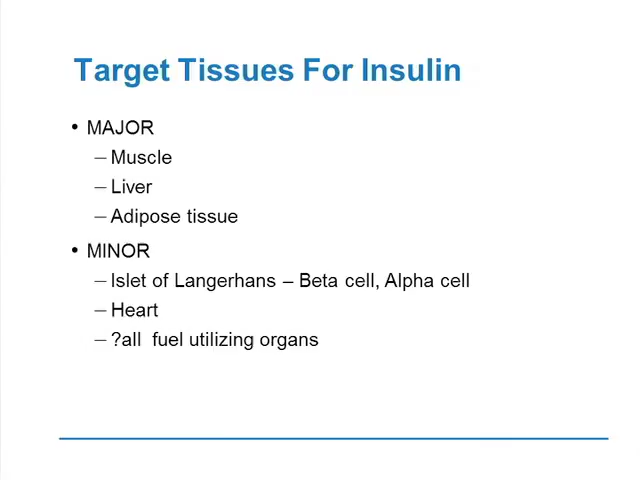 Target Tissues For Insulin
• MAJOR
– Muscle
– Liver
– Adipose tissue
• MINOR
– Islet of Langerhans – Beta cell, Alpha cell
– Heart
– ?all  fuel utilizing organs